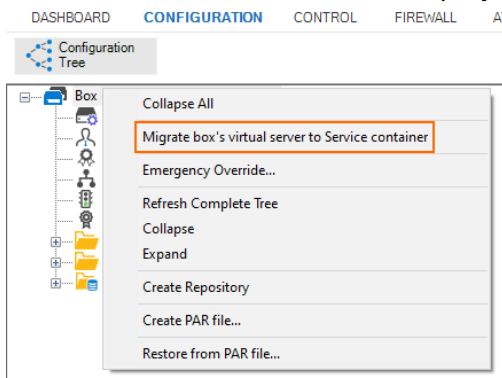 DASHBOARD CONFIGURATION CONTROL FIREWALL
Configuration
Tree
Box
Collapse All
Migrate box's virtual server to Service container
Emergency Override...
Refresh Complete Tree
Collapse
Expand
Create Repository
Create PAR file...
Restore from PAR file...